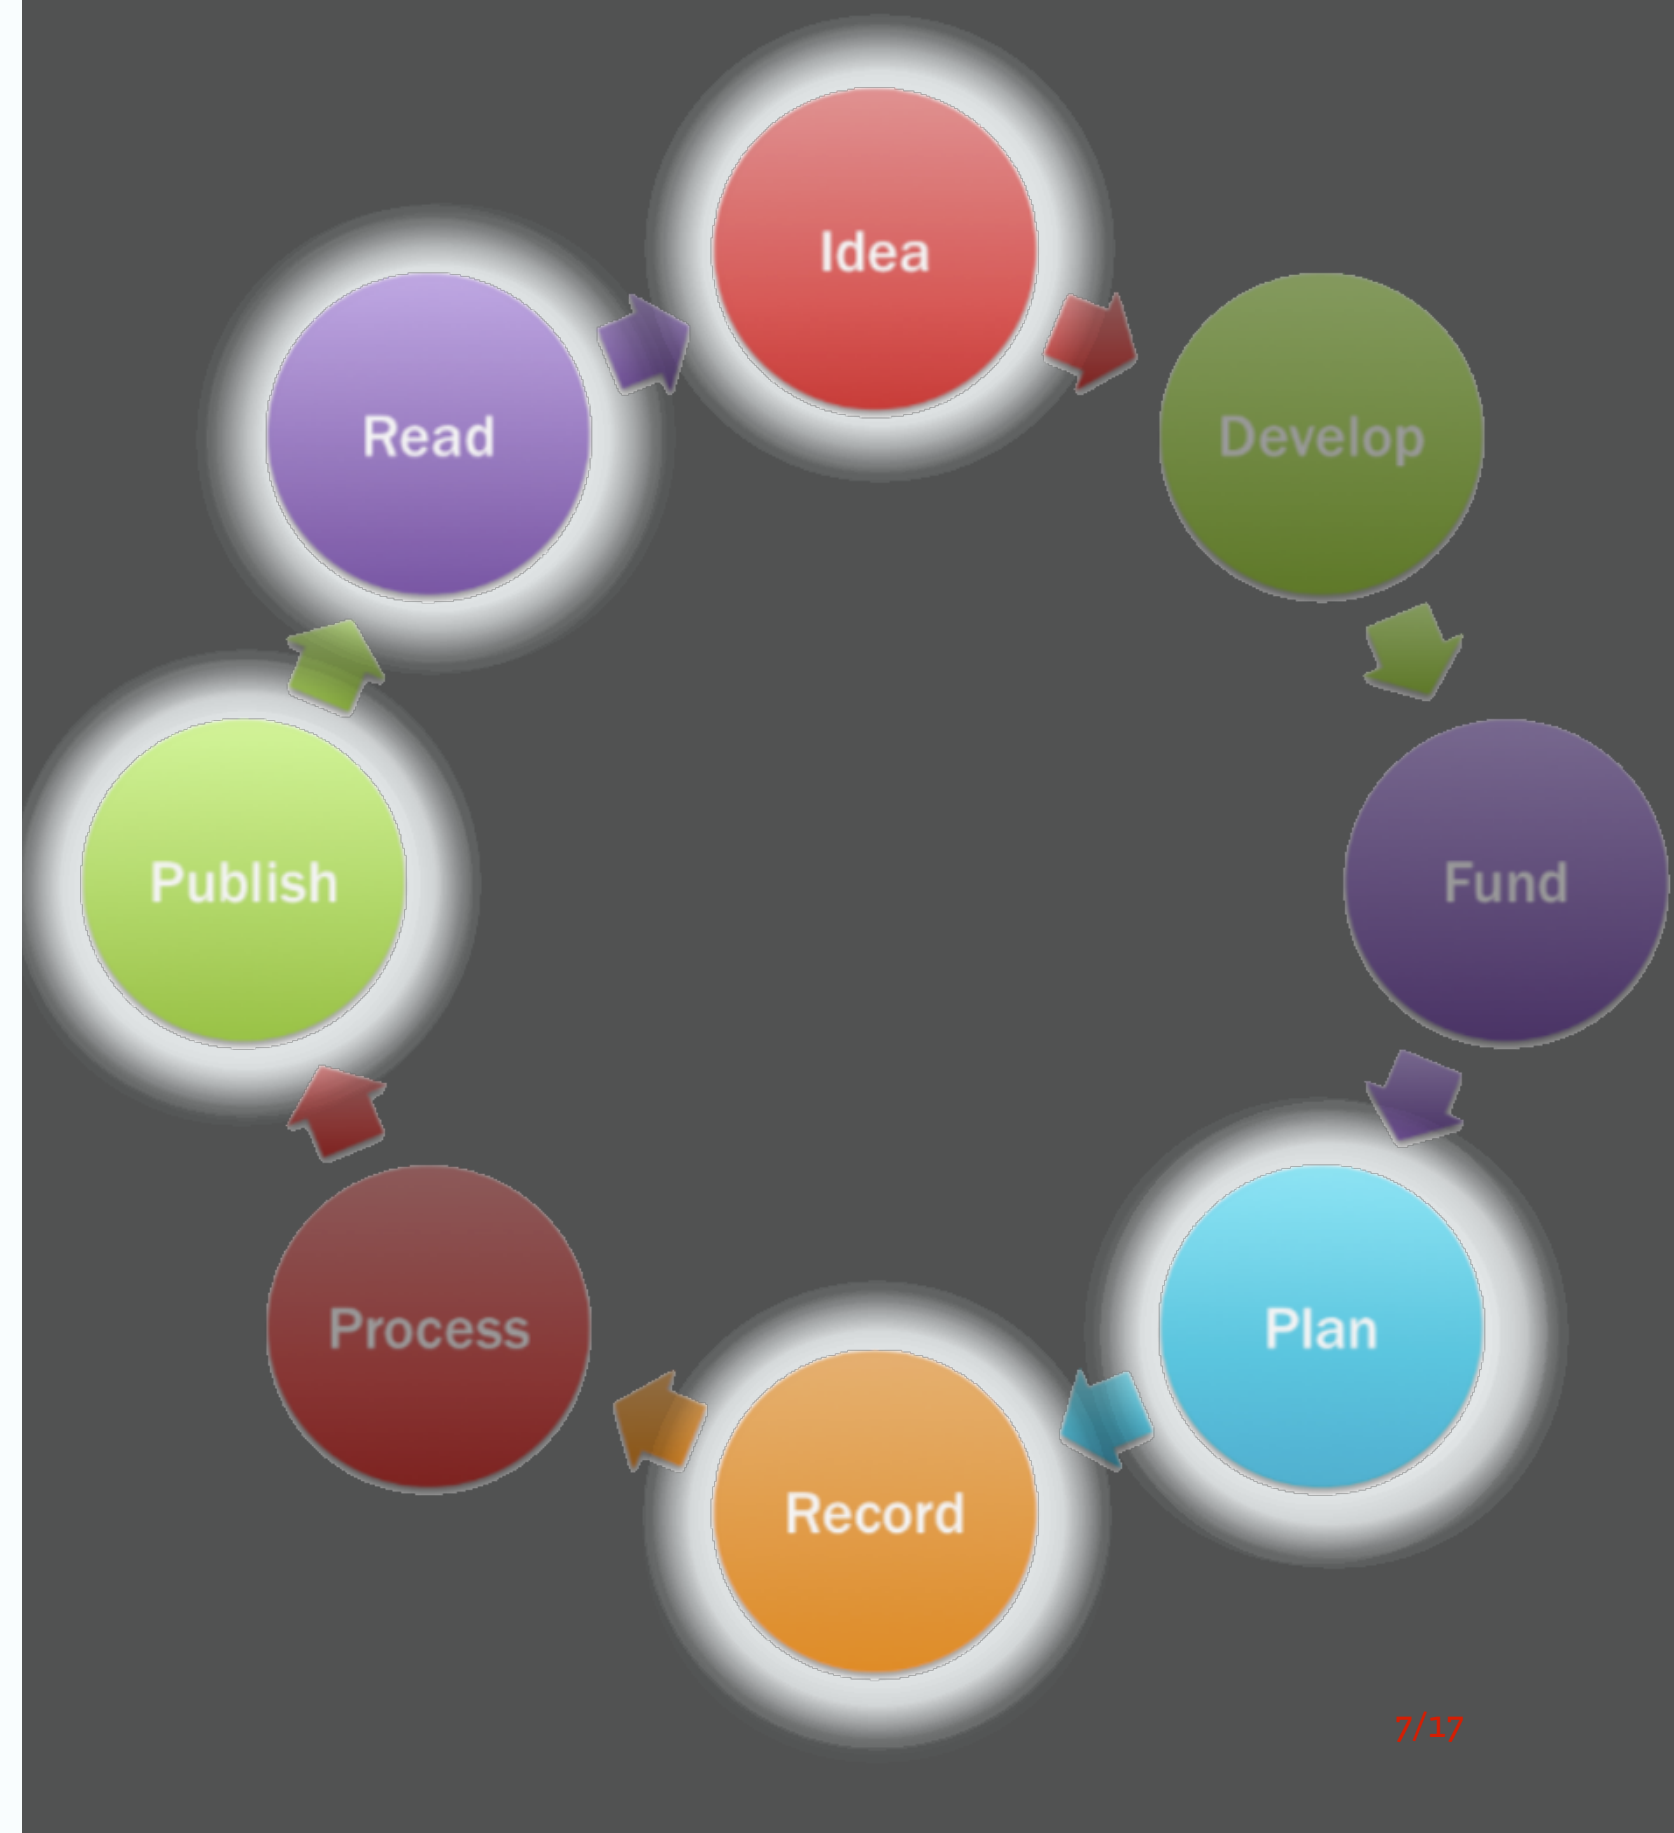 Idea
Develop
Fund
Plan
Record
Process
Publish
Read
7/17